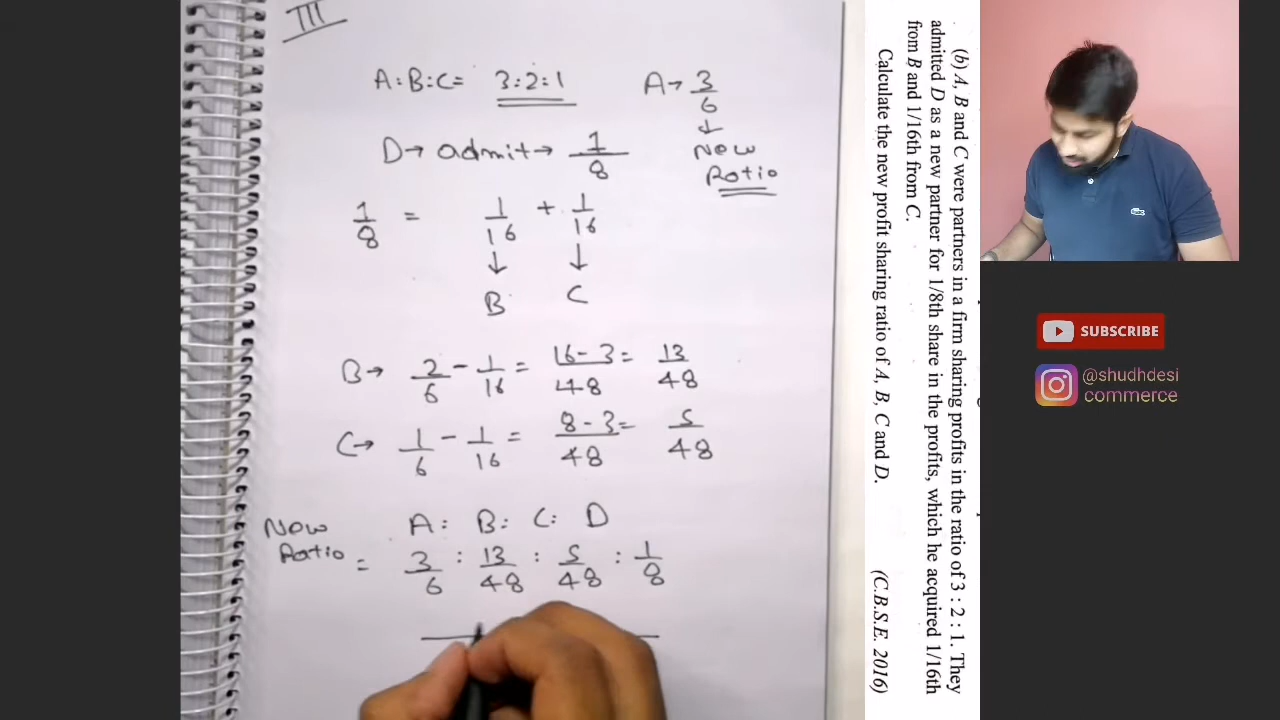 III
A:B:C= 3:2:1
A→ 3/6
↓
New
Ratio
D→ admit→ 1/8
1/8 = 1/16 + 1/16
↓ ↓
B C
B→ 2/6 - 1/16 = 16-3/48 = 13/48
C→ 1/6 - 1/16 = 8-3/48 = 5/48
New
Ratio =
A: B: C: D
3/6 : 13/48 : 5/48 : 1/8
(b) A, B and C were partners in a firm sharing profits in the ratio of 3 : 2 : 1. They
admitted D as a new partner for 1/8th share in the profits, which he acquired 1/16th
from B and 1/16th from C.
Calculate the new profit sharing ratio of A, B, C and D. (C.B.S.E. 2016)
SUBSCRIBE
@shudhdesi
commerce